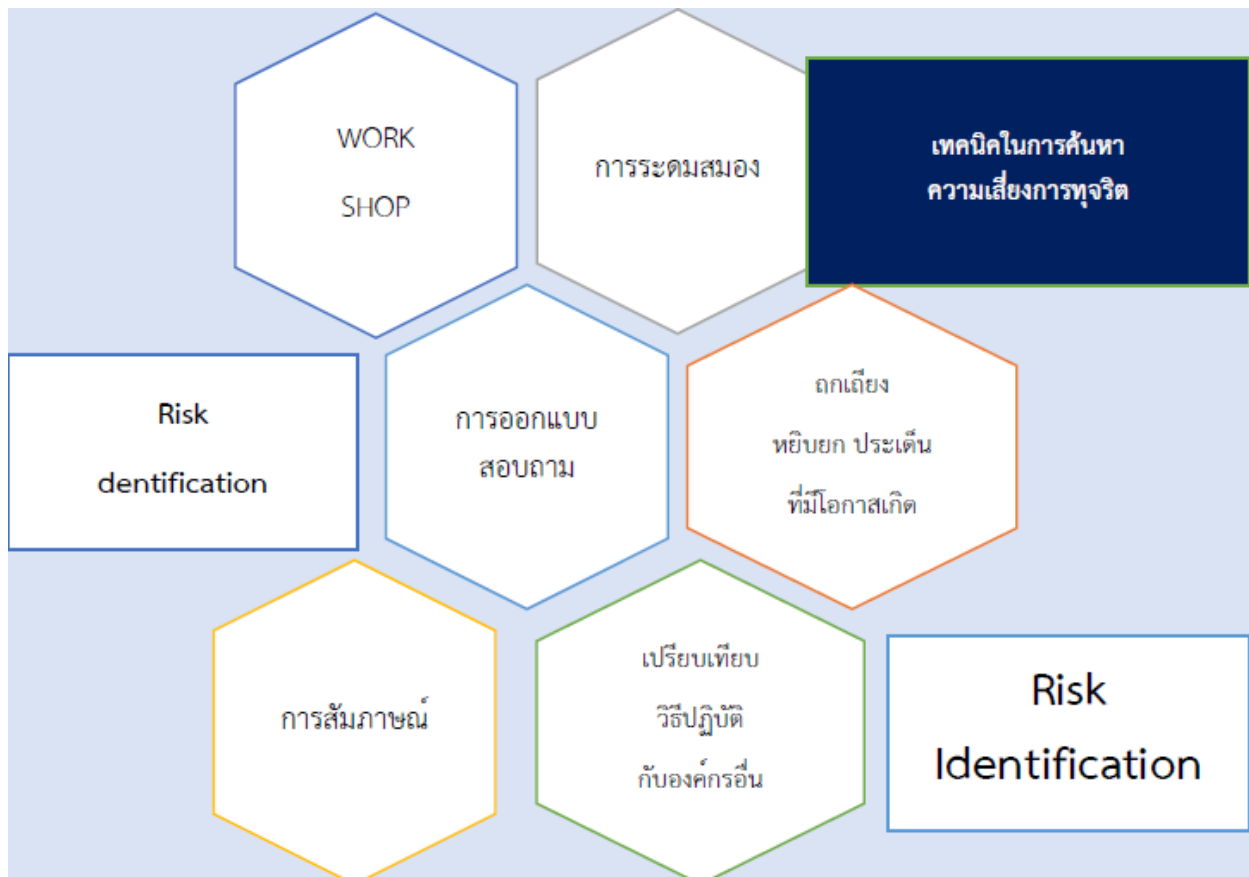 WORK
SHOP
การระดมสมอง
เทคนิคในการค้นหา
ความเสี่ยงการทุจริต
Risk
dentification
การออกแบบ
สอบถาม
ถกเถียง
หยิบยก ประเด็น
ที่มีโอกาสเกิด
การสัมภาษณ์
เปรียบเทียบ
วิธีปฏิบัติ
กับองค์กรอื่น
Risk
Identification